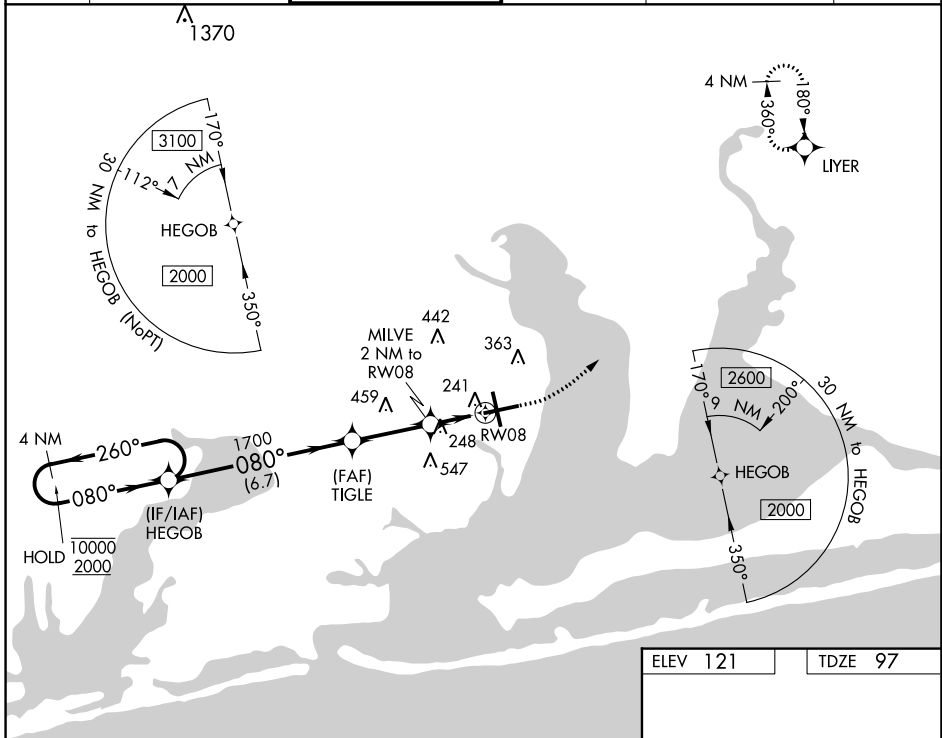 1370
4 NM
360°
180°
LIYER
3100
170°
7 NM
112°
30 NM to HEGOB (NoPT)
HEGOB
2000
350°
MILVE
2 NM to
RW08
442
363
459
241
248
547
RW08
4 NM
260°
080°
1700
080°
(6.7)
(FAF)
TIGLE
(IF/IAF)
HEGOB
HOLD
10000
2000
2600
170°
9 NM
200°
30 NM to HEGOB
HEGOB
2000
350°
ELEV 121
TDZE 97